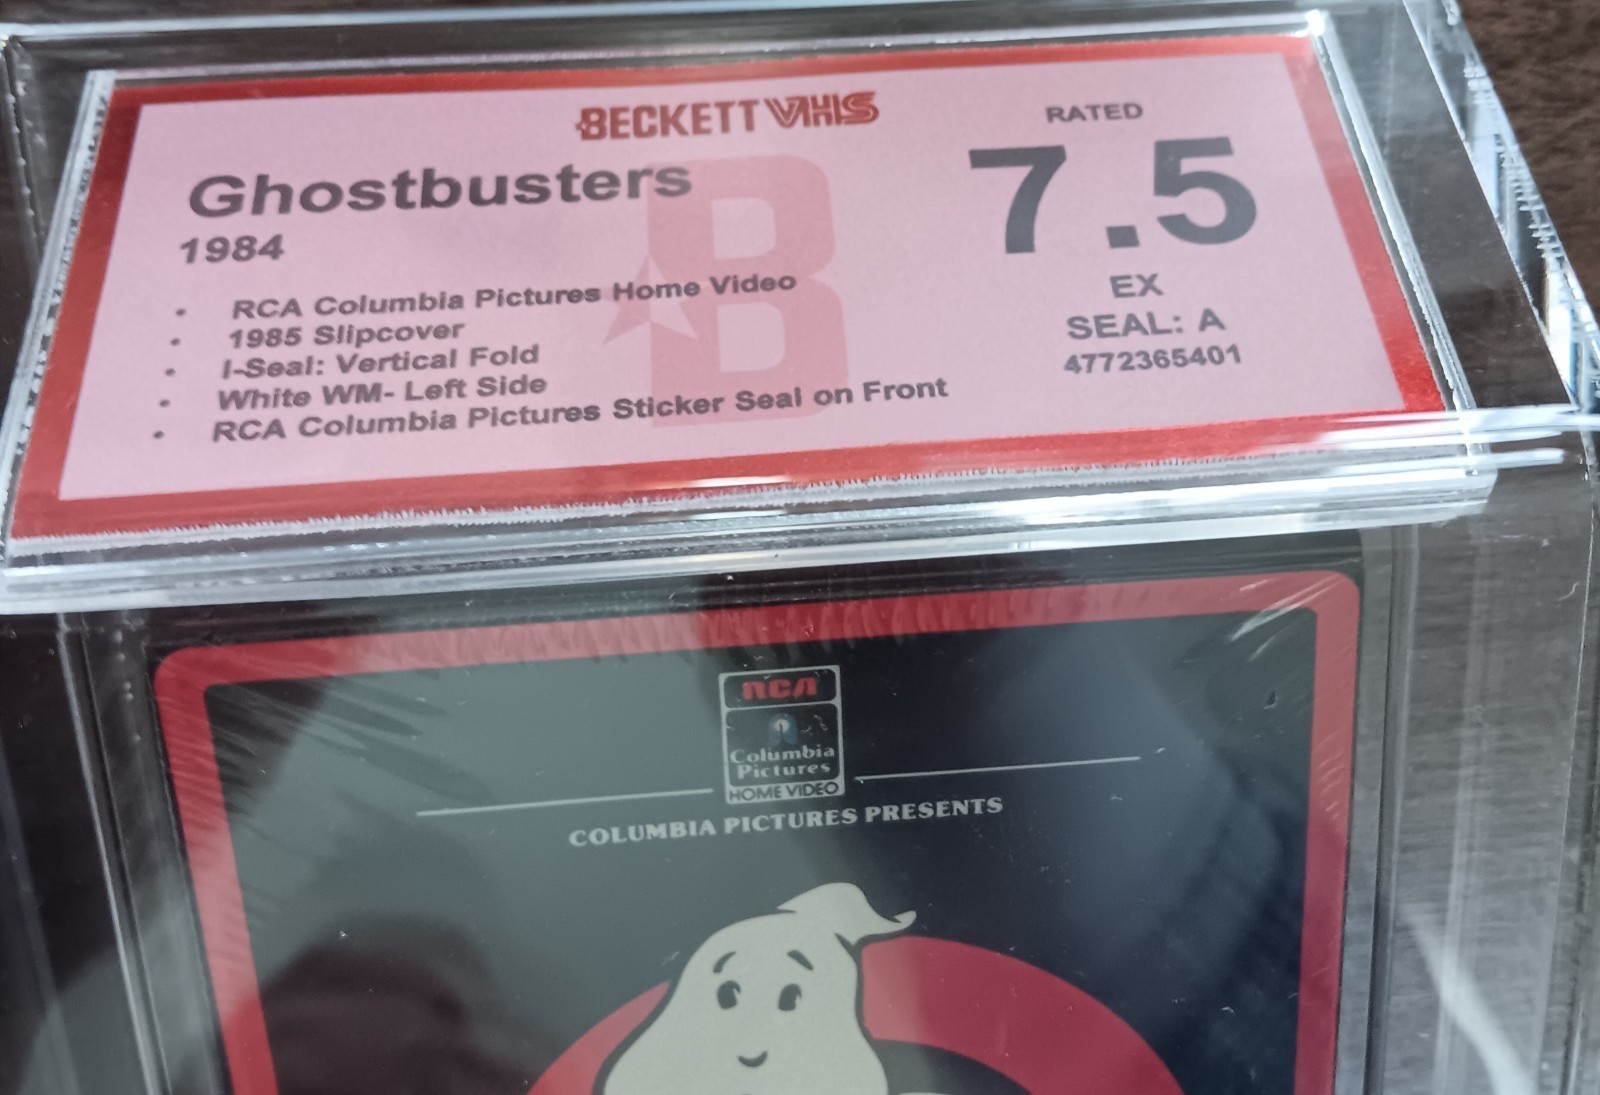 BECKETT VHS
Ghostbusters
1984
• RCA Columbia Pictures Home Video
• 1985 Slipcover
• I-Seal: Vertical Fold
• White WM- Left Side
• RCA Columbia Pictures Sticker Seal on Front
RATED
7.5
EX
SEAL: A
4772365401
B
RCA
Columbia
Pictures
HOME VIDEO
COLUMBIA PICTURES PRESENTS